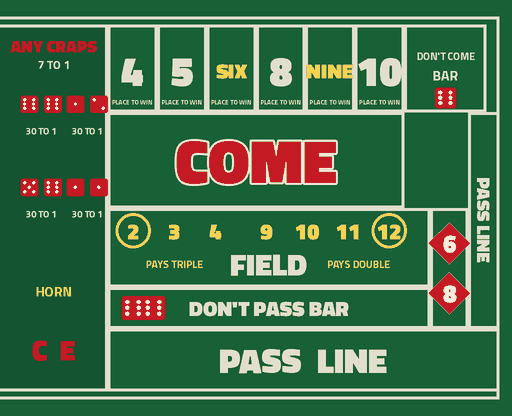 ANY CRAPS
7 TO 1
30 TO 1 30 TO 1
30 TO 1 30 TO 1
HORN
C E
4 5 SIX 8 NINE 10
PLACE TO WIN PLACE TO WIN PLACE TO WIN PLACE TO WIN PLACE TO WIN PLACE TO WIN
DON'T COME
BAR
COME
2 3 4 9 10 11 12
PAYS TRIPLE FIELD PAYS DOUBLE
DON'T PASS BAR
PASS LINE
6
8
PASS LINE